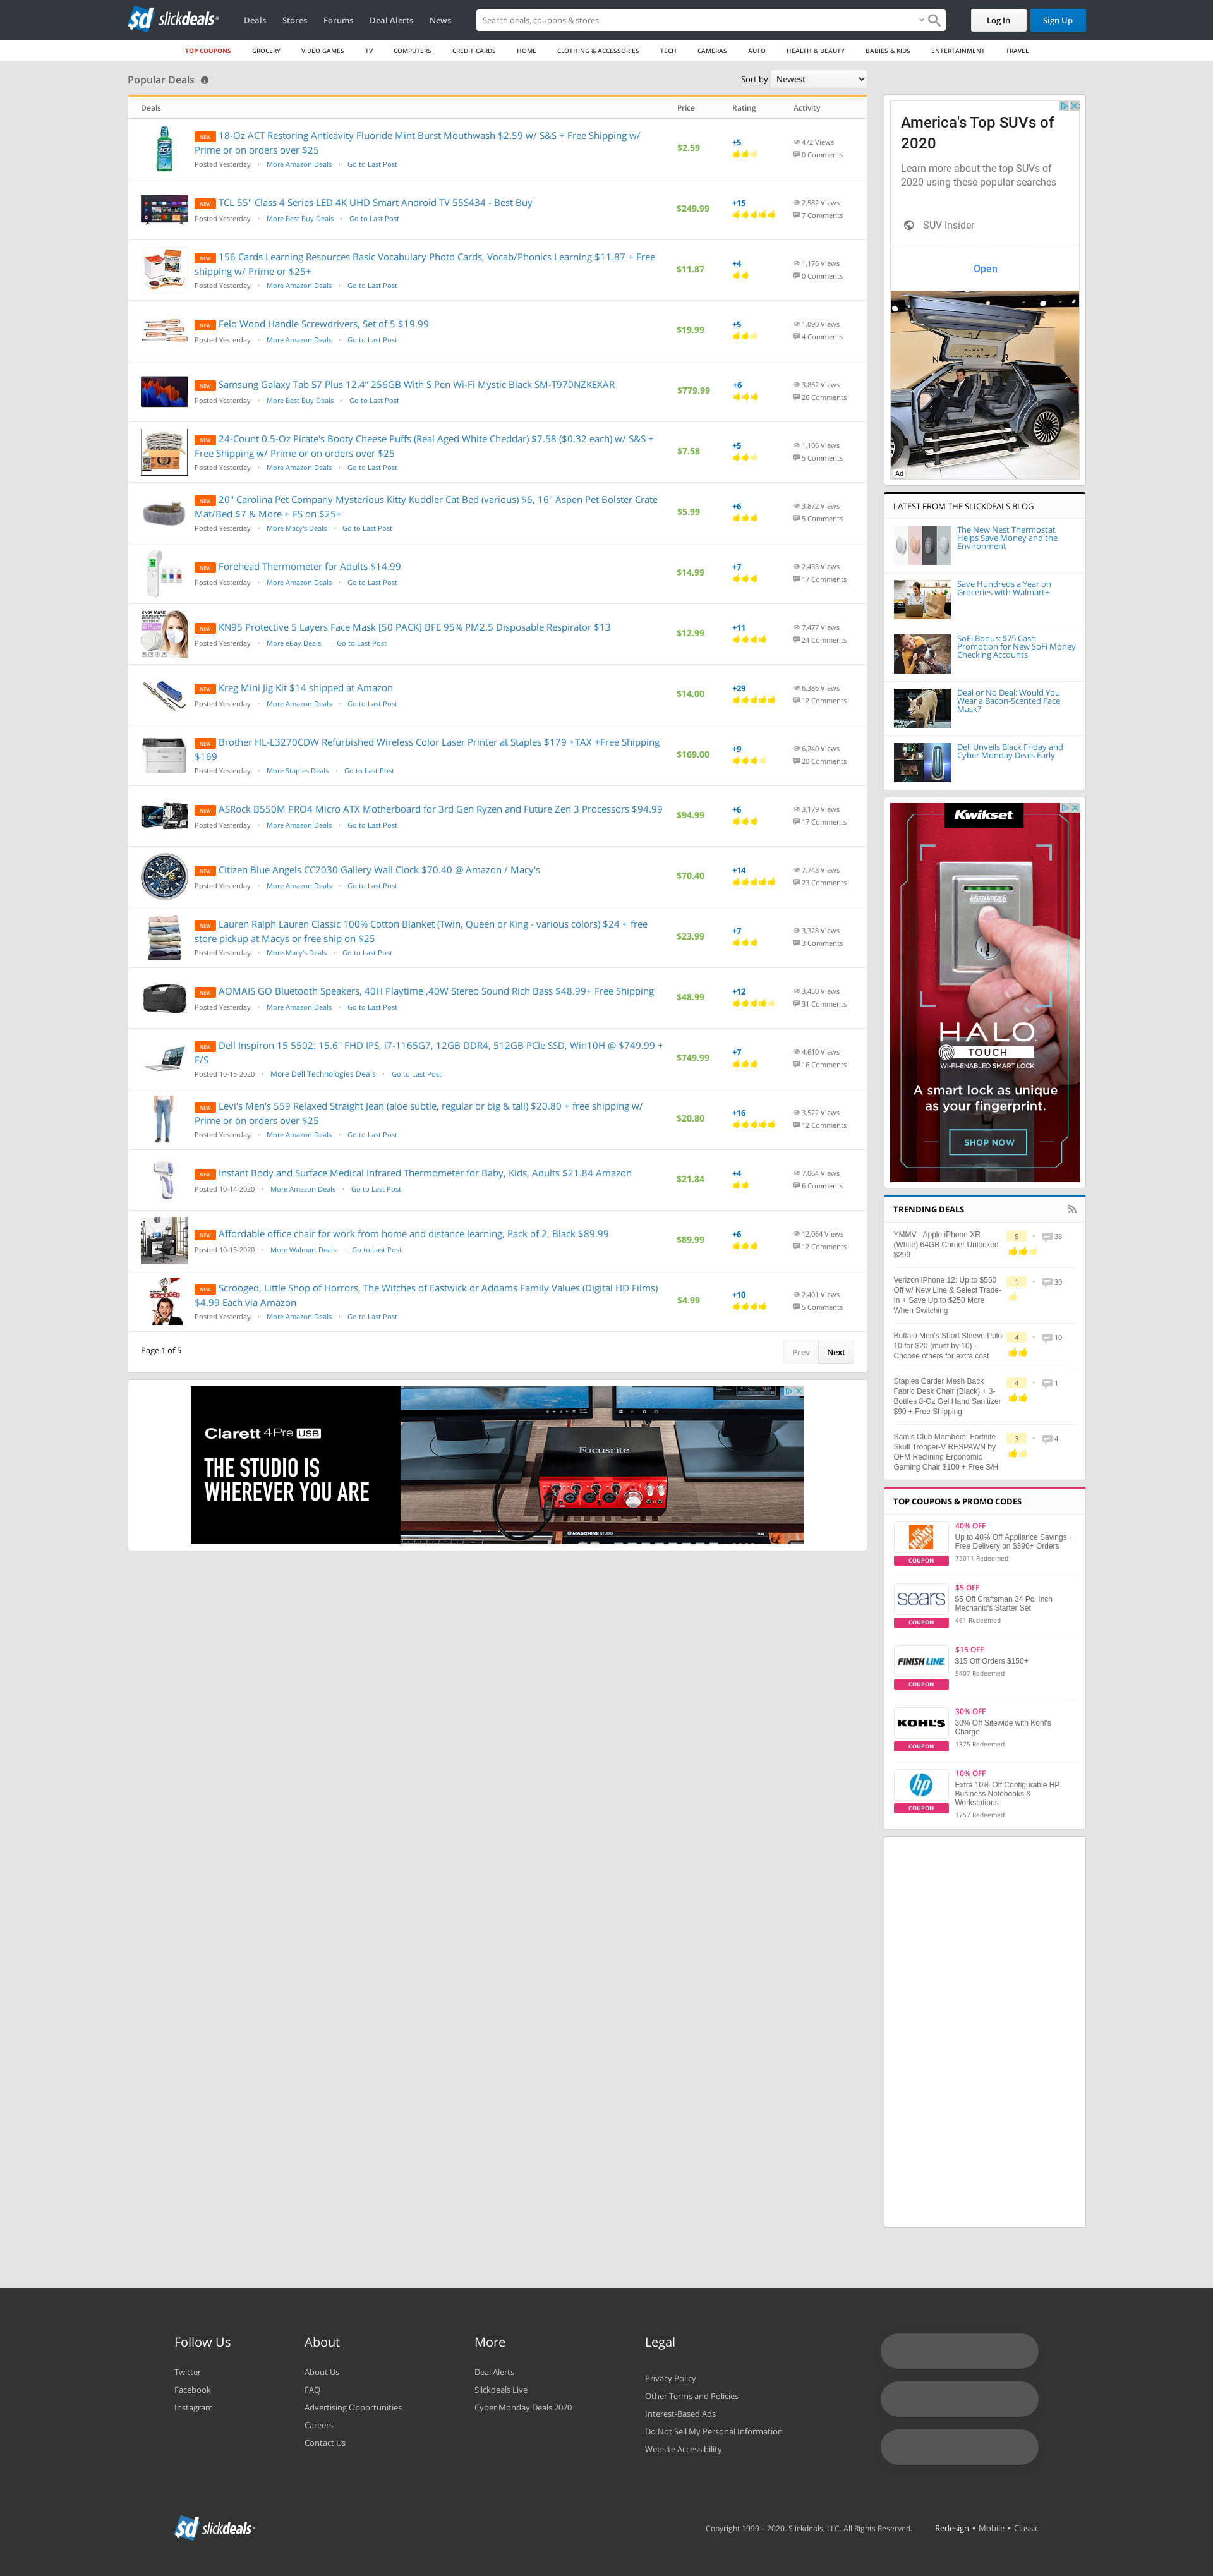 slickdeals
Deals
Stores
Forums
Deal Alerts
News
Search deals, coupons & stores
Log In
Sign Up
TOP COUPONS
GROCERY
VIDEO GAMES
TV
COMPUTERS
CREDIT CARDS
HOME
CLOTHING & ACCESSORIES
TECH
CAMERAS
AUTO
HEALTH & BEAUTY
BABIES & KIDS
ENTERTAINMENT
TRAVEL
Popular Deals
Sort by Newest
Deals Price Rating Activity
NEW 18-Oz ACT Restoring Anticavity Fluoride Mint Burst Mouthwash $2.59 w/ S&S + Free Shipping w/
Prime or on orders over $25
Posted Yesterday · More Amazon Deals · Go to Last Post
$2.59
+5
472 Views
0 Comments
NEW TCL 55" Class 4 Series LED 4K UHD Smart Android TV 55S434 - Best Buy
Posted Yesterday · More Best Buy Deals · Go to Last Post
$249.99
+15
2,582 Views
7 Comments
NEW 156 Cards Learning Resources Basic Vocabulary Photo Cards, Vocab/Phonics Learning $11.87 + Free
shipping w/ Prime or $25+
Posted Yesterday · More Amazon Deals · Go to Last Post
$11.87
+4
1,176 Views
0 Comments
NEW Felo Wood Handle Screwdrivers, Set of 5 $19.99
Posted Yesterday · More Amazon Deals · Go to Last Post
$19.99
+5
1,090 Views
4 Comments
NEW Samsung Galaxy Tab S7 Plus 12.4” 256GB With S Pen Wi-Fi Mystic Black SM-T970NZKEXAR
Posted Yesterday · More Best Buy Deals · Go to Last Post
$779.99
+6
3,862 Views
26 Comments
NEW 24-Count 0.5-Oz Pirate's Booty Cheese Puffs (Real Aged White Cheddar) $7.58 ($0.32 each) w/ S&S +
Free Shipping w/ Prime or on orders over $25
Posted Yesterday · More Amazon Deals · Go to Last Post
$7.58
+5
1,106 Views
5 Comments
NEW 20" Carolina Pet Company Mysterious Kitty Kuddler Cat Bed (various) $6, 16" Aspen Pet Bolster Crate
Mat/Bed $7 & More + FS on $25+
Posted Yesterday · More Macy's Deals · Go to Last Post
$5.99
+6
3,872 Views
5 Comments
NEW Forehead Thermometer for Adults $14.99
Posted Yesterday · More Amazon Deals · Go to Last Post
$14.99
+7
2,433 Views
17 Comments
KN95 MASK
NEW KN95 Protective 5 Layers Face Mask [50 PACK] BFE 95% PM2.5 Disposable Respirator $13
Posted Yesterday · More eBay Deals · Go to Last Post
$12.99
+11
7,477 Views
24 Comments
NEW Kreg Mini Jig Kit $14 shipped at Amazon
Posted Yesterday · More Amazon Deals · Go to Last Post
$14.00
+29
6,386 Views
12 Comments
NEW Brother HL-L3270CDW Refurbished Wireless Color Laser Printer at Staples $179 +TAX +Free Shipping
$169
Posted Yesterday · More Staples Deals · Go to Last Post
$169.00
+9
6,240 Views
20 Comments
NEW ASRock B550M PRO4 Micro ATX Motherboard for 3rd Gen Ryzen and Future Zen 3 Processors $94.99
Posted Yesterday · More Amazon Deals · Go to Last Post
$94.99
+6
3,179 Views
17 Comments
NEW Citizen Blue Angels CC2030 Gallery Wall Clock $70.40 @ Amazon / Macy's
Posted Yesterday · More Amazon Deals · Go to Last Post
$70.40
+14
7,743 Views
23 Comments
NEW Lauren Ralph Lauren Classic 100% Cotton Blanket (Twin, Queen or King - various colors) $24 + free
store pickup at Macys or free ship on $25
Posted Yesterday · More Macy's Deals · Go to Last Post
$23.99
+7
3,328 Views
3 Comments
NEW AOMAIS GO Bluetooth Speakers, 40H Playtime ,40W Stereo Sound Rich Bass $48.99+ Free Shipping
Posted Yesterday · More Amazon Deals · Go to Last Post
$48.99
+12
3,450 Views
31 Comments
NEW Dell Inspiron 15 5502: 15.6'' FHD IPS, i7-1165G7, 12GB DDR4, 512GB PCIe SSD, Win10H @ $749.99 +
F/S
Posted 10-15-2020 · More Dell Technologies Deals · Go to Last Post
$749.99
+7
4,610 Views
16 Comments
NEW Levi's Men's 559 Relaxed Straight Jean (aloe subtle, regular or big & tall) $20.80 + free shipping w/
Prime or on orders over $25
Posted Yesterday · More Amazon Deals · Go to Last Post
$20.80
+16
3,522 Views
12 Comments
NEW Instant Body and Surface Medical Infrared Thermometer for Baby, Kids, Adults $21.84 Amazon
Posted 10-14-2020 · More Amazon Deals · Go to Last Post
$21.84
+4
7,064 Views
6 Comments
NEW Affordable office chair for work from home and distance learning, Pack of 2, Black $89.99
Posted 10-15-2020 · More Walmart Deals · Go to Last Post
$89.99
+6
12,064 Views
12 Comments
SCROOGED
NEW Scrooged, Little Shop of Horrors, The Witches of Eastwick or Addams Family Values (Digital HD Films)
$4.99 Each via Amazon
Posted Yesterday · More Amazon Deals · Go to Last Post
$4.99
+10
2,401 Views
5 Comments
Page 1 of 5
Prev Next
Clarett 4Pre USB
THE STUDIO IS
WHEREVER YOU ARE
Focusrite
MASCHINE STUDIO
America's Top SUVs of
2020
Learn more about the top SUVs of
2020 using these popular searches
SUV Insider
Open
LINCOLN
NAVIGATOR
Ad
LATEST FROM THE SLICKDEALS BLOG
The New Nest Thermostat
Helps Save Money and the
Environment
Save Hundreds a Year on
Groceries with Walmart+
SoFi Bonus: $75 Cash
Promotion for New SoFi Money
Checking Accounts
Deal or No Deal: Would You
Wear a Bacon-Scented Face
Mask?
Dell Unveils Black Friday and
Cyber Monday Deals Early
Kwikset
Kwikset
HALO
TOUCH
WI-FI-ENABLED SMART LOCK
A smart lock as unique
as your fingerprint.
SHOP NOW
TRENDING DEALS
YMMV - Apple iPhone XR
(White) 64GB Carrier Unlocked
$299
5 · 38
Verizon iPhone 12: Up to $550
Off w/ New Line & Select Trade-
In + Save Up to $250 More
When Switching
1 · 30
Buffalo Men's Short Sleeve Polo
10 for $20 (must by 10) -
Choose others for extra cost
4 · 10
Staples Carder Mesh Back
Fabric Desk Chair (Black) + 3-
Bottles 8-Oz Gel Hand Sanitizer
$90 + Free Shipping
4 · 1
Sam's Club Members: Fortnite
Skull Trooper-V RESPAWN by
OFM Reclining Ergonomic
Gaming Chair $100 + Free S/H
3 · 4
TOP COUPONS & PROMO CODES
COUPON
40% OFF
Up to 40% Off Appliance Savings +
Free Delivery on $396+ Orders
75011 Redeemed
sears
COUPON
$5 OFF
$5 Off Craftsman 34 Pc. Inch
Mechanic's Starter Set
461 Redeemed
FINISH LINE
COUPON
$15 OFF
$15 Off Orders $150+
5407 Redeemed
KOHL'S
COUPON
30% OFF
30% Off Sitewide with Kohl's
Charge
1375 Redeemed
hp
COUPON
10% OFF
Extra 10% Off Configurable HP
Business Notebooks &
Workstations
1757 Redeemed
Follow Us
Twitter
Facebook
Instagram
About
About Us
FAQ
Advertising Opportunities
Careers
Contact Us
More
Deal Alerts
Slickdeals Live
Cyber Monday Deals 2020
Legal
Privacy Policy
Other Terms and Policies
Interest-Based Ads
Do Not Sell My Personal Information
Website Accessibility
slickdeals
Copyright 1999 – 2020. Slickdeals, LLC. All Rights Reserved.
Redesign • Mobile • Classic